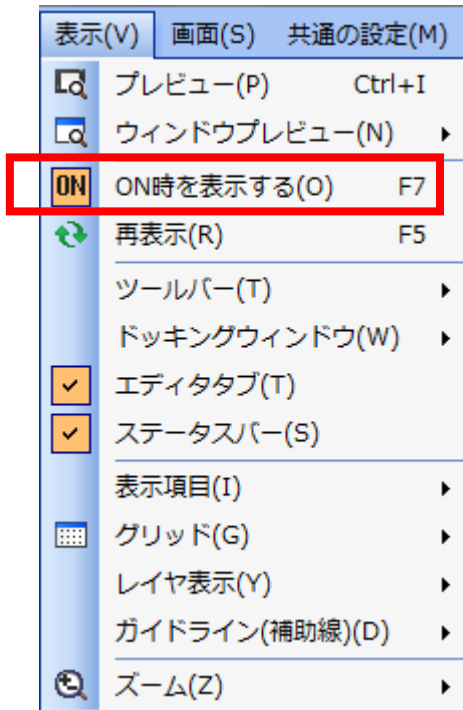 表示(V) 画面(S) 共通の設定(M)
プレビュー(P) Ctrl+I
ウィンドウプレビュー(N)
ON ON時を表示する(O) F7
再表示(R) F5
ツールバー(T)
ドッキングウィンドウ(W)
エディタタブ(T)
ステータスバー(S)
表示項目(I)
グリッド(G)
レイヤ表示(Y)
ガイドライン(補助線)(D)
ズーム(Z)